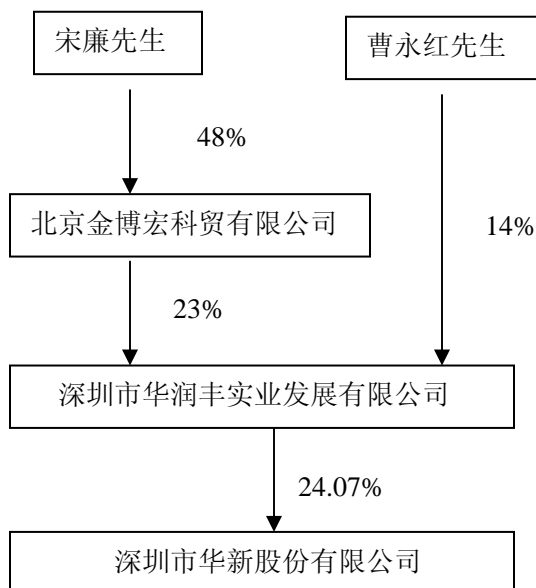 宋廉先生
曹永红先生
48%
北京金博宏科贸有限公司
14%
23%
深圳市华润丰实业发展有限公司
24.07%
深圳市华新股份有限公司